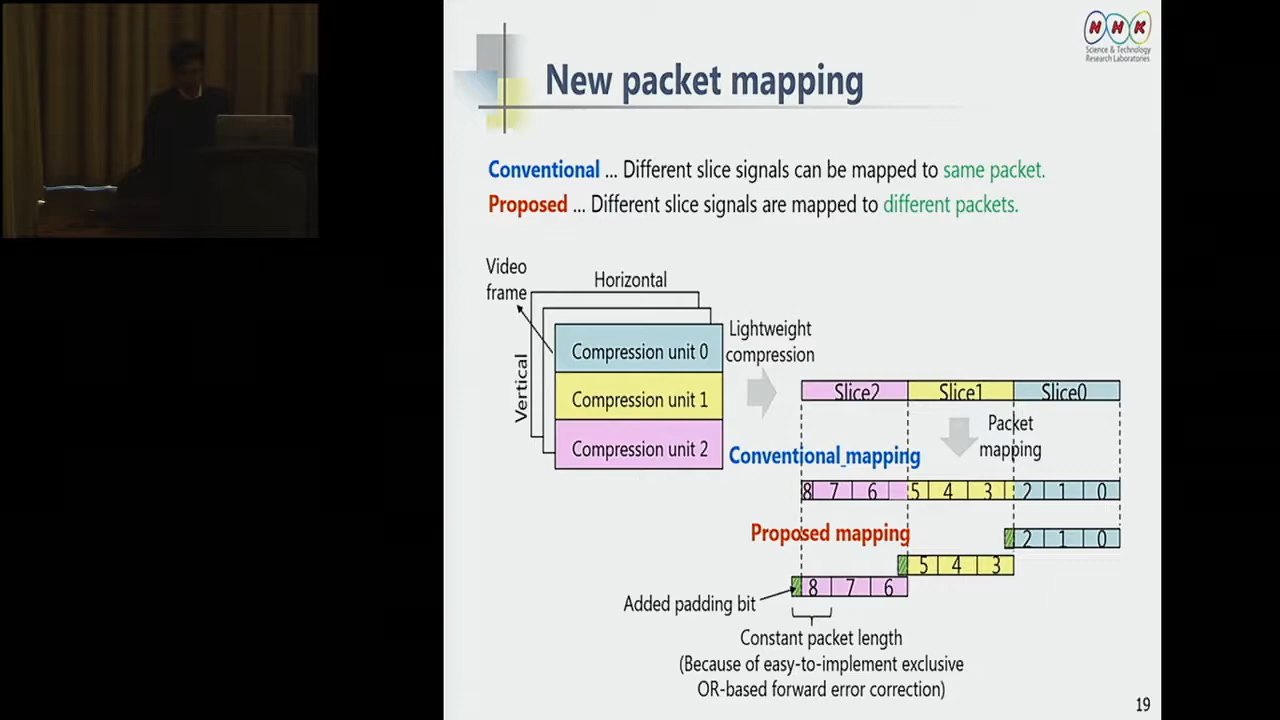 NHK
Science & Technology
Research Laboratories
New packet mapping
Conventional ... Different slice signals can be mapped to same packet.
Proposed ... Different slice signals are mapped to different packets.
Video
frame
Horizontal
Vertical
Compression unit 0
Compression unit 1
Compression unit 2
Lightweight
compression
Slice2 Slice1 Slice0
Packet
mapping
Conventional mapping
8 7 6 5 4 3 2 1 0
Proposed mapping
2 1 0
5 4 3
8 7 6
Added padding bit
Constant packet length
(Because of easy-to-implement exclusive
OR-based forward error correction)
19